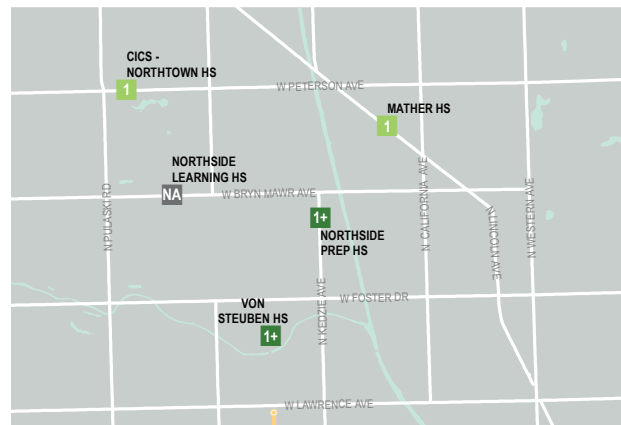 CICS -
NORTHTOWN HS
1
W PETERSON AVE
MATHER HS
1
NORTHSIDE
LEARNING HS
NA
W BRYN MAWR AVE
N PULASKI RD
1+
NORTHSIDE
PREP HS
N CALIFORNIA AVE
N LINCOLN AVE
N WESTERN AVE
N KEDZIE AVE
VON
STEUBEN HS
1+
W FOSTER DR
W LAWRENCE AVE